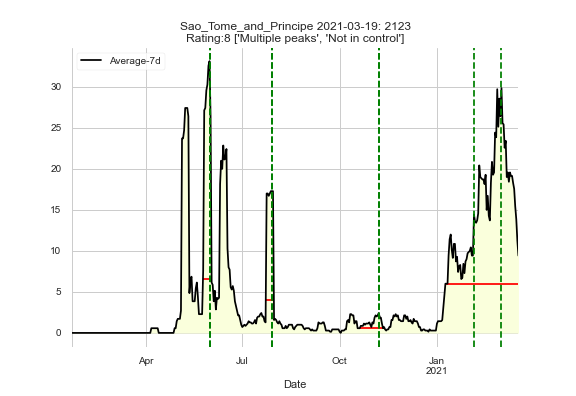 Sao_Tome_and_Principe 2021-03-19: 2123
Rating:8 ['Multiple peaks', 'Not in control']
Average-7d
30
25
20
15
10
5
0
Apr
Jul
Oct
Jan
2021
Date